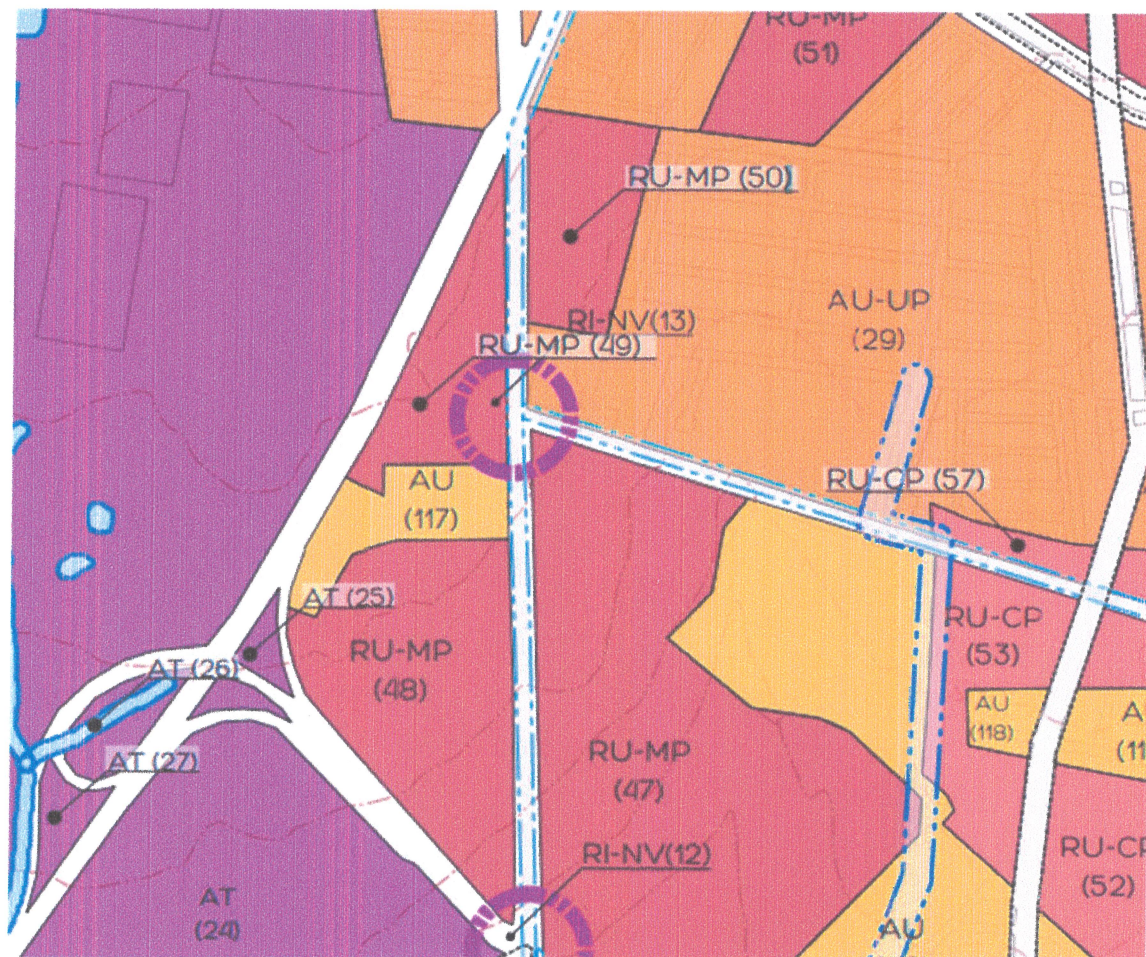 RU-MP
(51)
RU-MP (50)
AU-UP
(29)
RI-NV(13)
RU-MP (49)
AU
(117)
RU-CP (57)
AT (25)
RU-CP
(53)
RU-MP
(48)
AT (26)
AU
(118)
RU-MP
(47)
AT (27)
RI-NV(12)
RU-CP
(52)
AT
(24)
AU